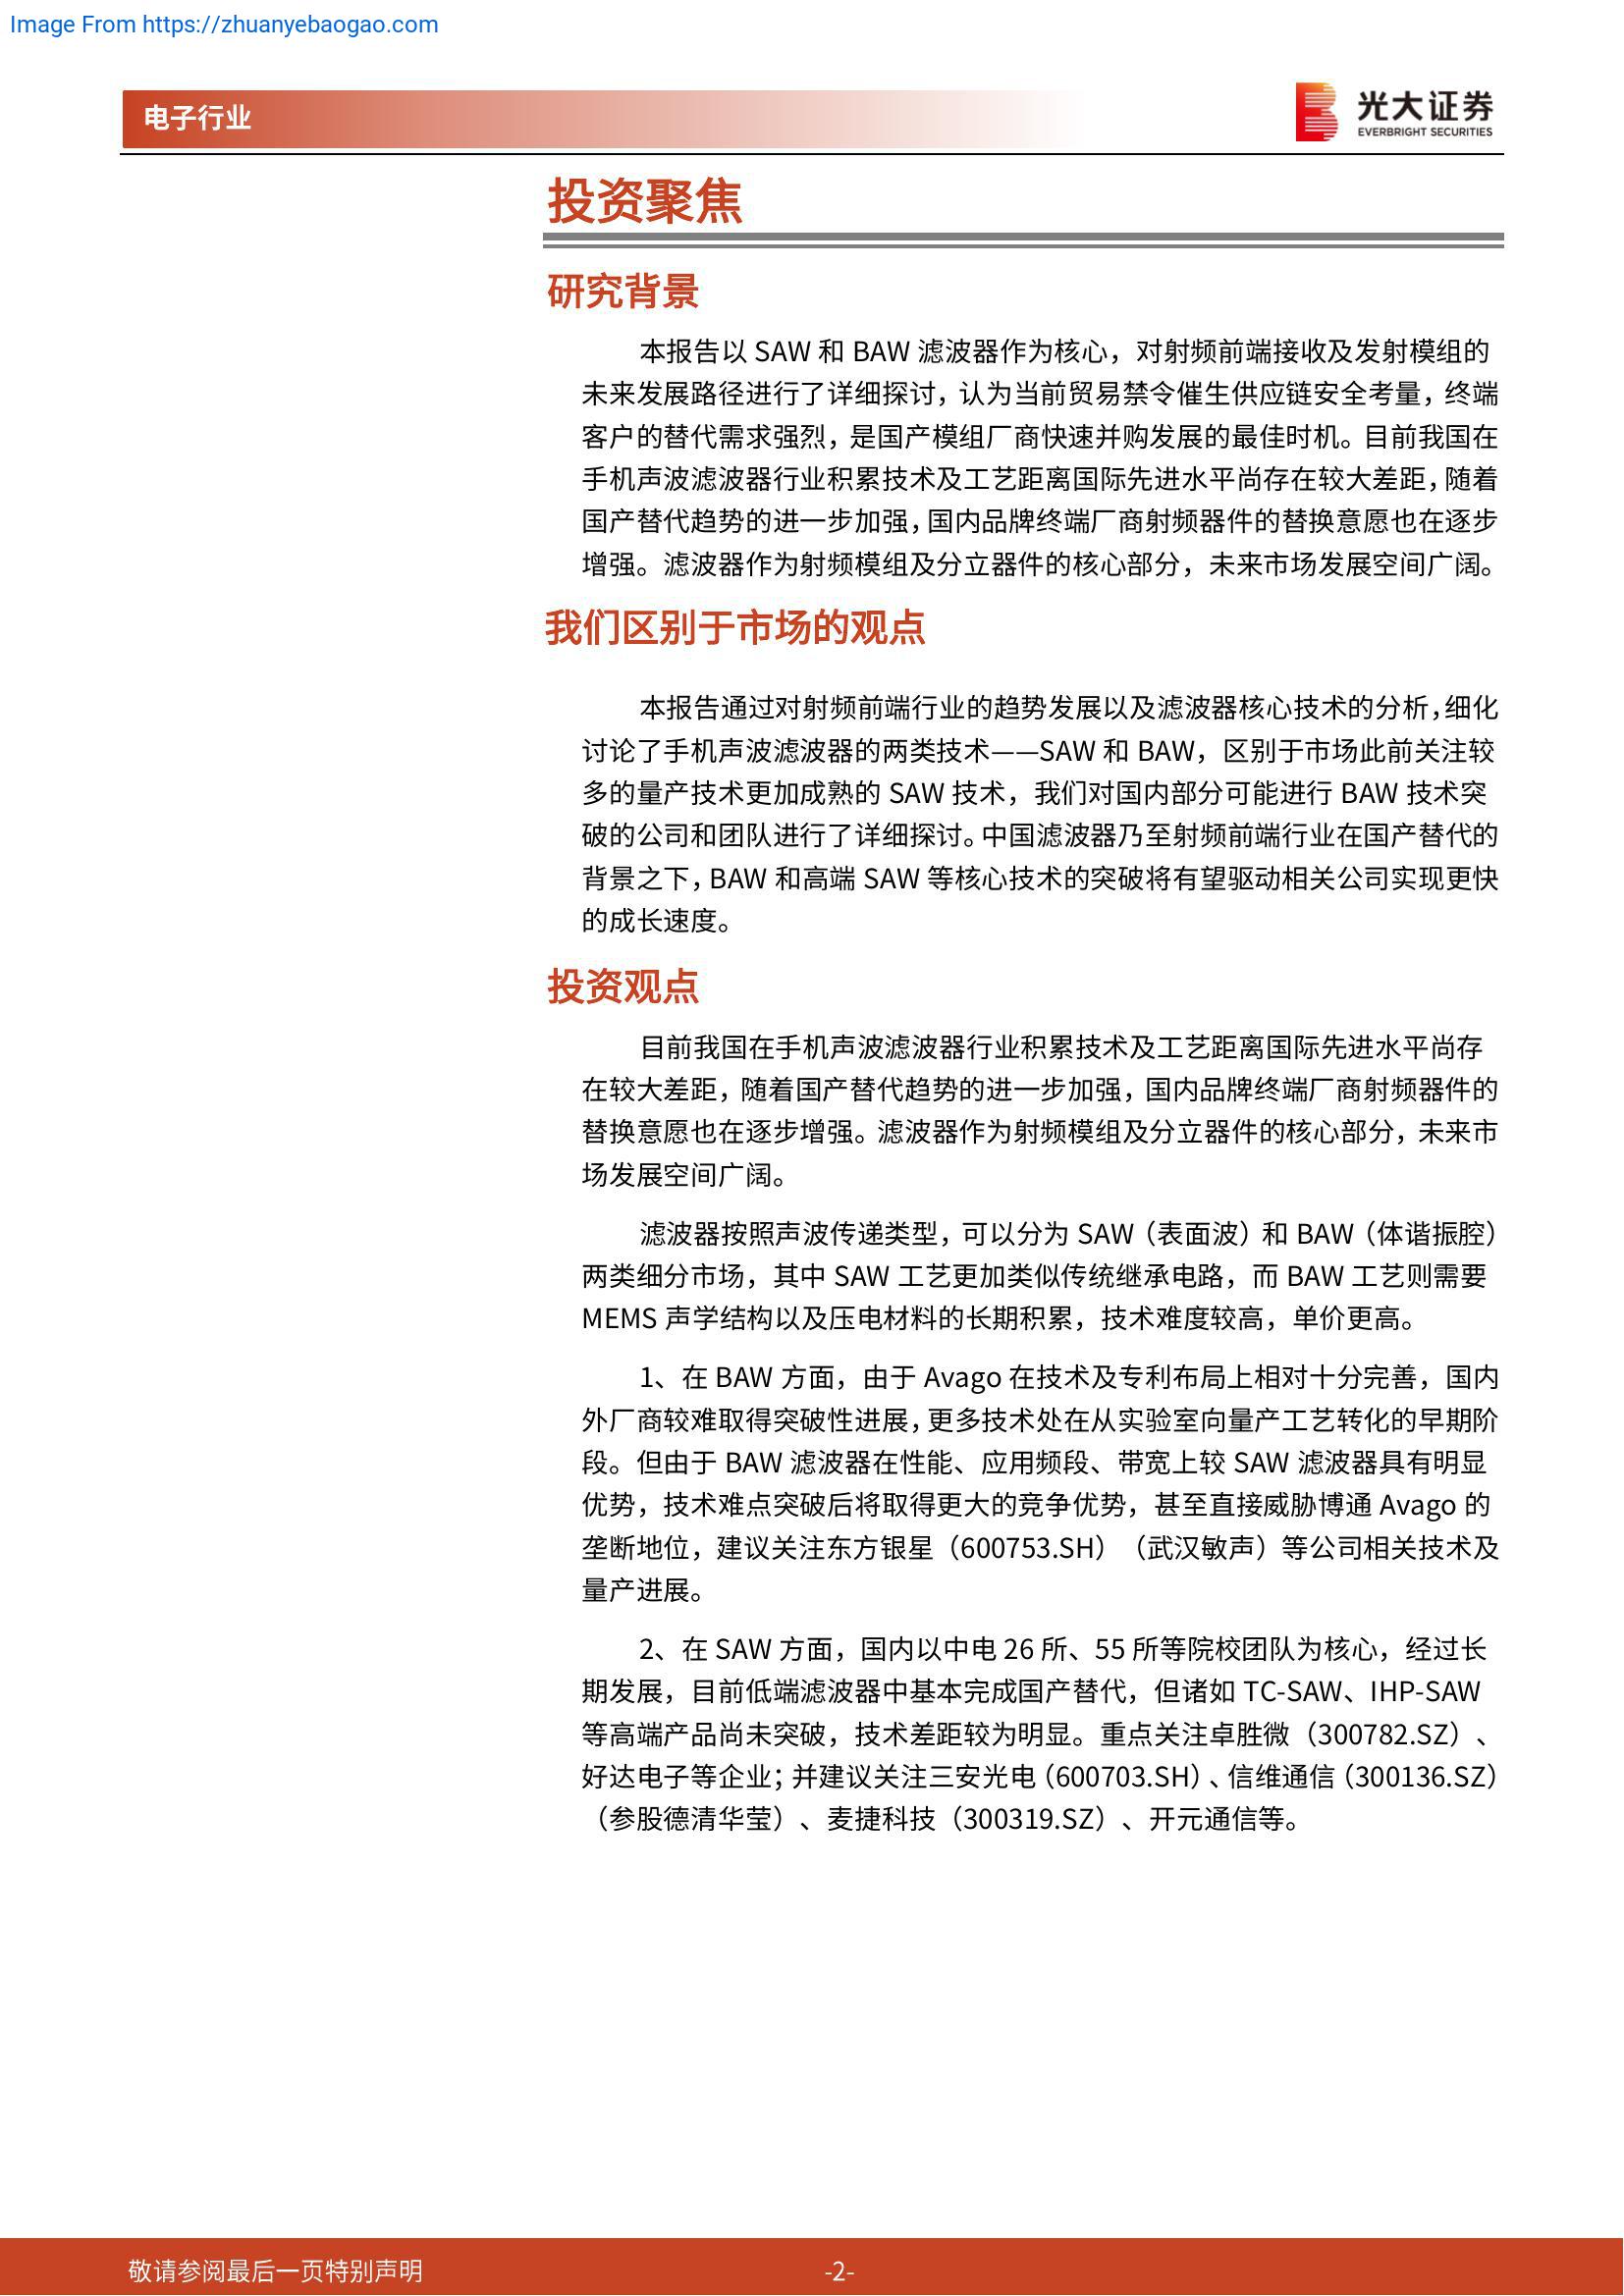 Image From https://zhuanyebaogao.com
电子行业
光大证券
EVERBRIGHT SECURITIES
投资聚焦
研究背景
本报告以 SAW 和 BAW 滤波器作为核心，对射频前端接收及发射模组的
未来发展路径进行了详细探讨，认为当前贸易禁令催生供应链安全考量，终端
客户的替代需求强烈，是国产模组厂商快速并购发展的最佳时机。目前我国在
手机声波滤波器行业积累技术及工艺距离国际先进水平尚存在较大差距，随着
国产替代趋势的进一步加强，国内品牌终端厂商射频器件的替换意愿也在逐步
增强。滤波器作为射频模组及分立器件的核心部分，未来市场发展空间广阔。
我们区别于市场的观点
本报告通过对射频前端行业的趋势发展以及滤波器核心技术的分析，细化
讨论了手机声波滤波器的两类技术——SAW 和 BAW，区别于市场此前关注较
多的量产技术更加成熟的 SAW 技术，我们对国内部分可能进行 BAW 技术突
破的公司和团队进行了详细探讨。中国滤波器乃至射频前端行业在国产替代的
背景之下，BAW 和高端 SAW 等核心技术的突破将有望驱动相关公司实现更快
的成长速度。
投资观点
目前我国在手机声波滤波器行业积累技术及工艺距离国际先进水平尚存
在较大差距，随着国产替代趋势的进一步加强，国内品牌终端厂商射频器件的
替换意愿也在逐步增强。滤波器作为射频模组及分立器件的核心部分，未来市
场发展空间广阔。
滤波器按照声波传递类型，可以分为 SAW（表面波）和 BAW（体谐振腔）
两类细分市场，其中 SAW 工艺更加类似传统继承电路，而 BAW 工艺则需要
MEMS 声学结构以及压电材料的长期积累，技术难度较高，单价更高。
1、在 BAW 方面，由于 Avago 在技术及专利布局上相对十分完善，国内
外厂商较难取得突破性进展，更多技术处在从实验室向量产工艺转化的早期阶
段。但由于 BAW 滤波器在性能、应用频段、带宽上较 SAW 滤波器具有明显
优势，技术难点突破后将取得更大的竞争优势，甚至直接威胁博通 Avago 的
垄断地位，建议关注东方银星（600753.SH）（武汉敏声）等公司相关技术及
量产进展。
2、在 SAW 方面，国内以中电 26 所、55 所等院校团队为核心，经过长
期发展，目前低端滤波器中基本完成国产替代，但诸如 TC-SAW、IHP-SAW
等高端产品尚未突破，技术差距较为明显。重点关注卓胜微（300782.SZ）、
好达电子等企业；并建议关注三安光电（600703.SH）、信维通信（300136.SZ）
（参股德清华莹）、麦捷科技（300319.SZ）、开元通信等。
敬请参阅最后一页特别声明
-2-